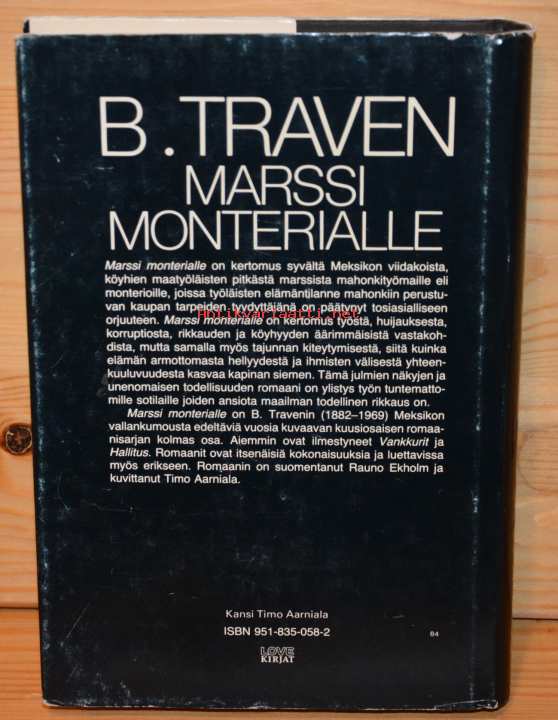 B. TRAVEN
MARSSI
MONTERIALLE
Marssi monterialle on kertomus syvältä Meksikon viidakoista,
köyhien maatyöläisten pitkästä marssista mahonkityömaille eli
monterioille, joissa työläisten elämäntilanne mahonkiin perustu-
van kaupan tarpeiden tyydyttäjänä on päätynyt tosiasialliseen
orjuuteen. Marssi monterialle on kertomus työstä, huijauksesta,
korruptiosta, rikkauden ja köyhyyden äärimmäisistä vastakoh-
dista, mutta samalla myös tajunnan kiteytymisestä, siitä kuinka
elämän armottomasta hellyydestä ja ihmisten välisestä yhteen-
kuuluvuudesta kasvaa kapinan siemen. Tämä julmien näkyjen ja
unenomaisen todellisuuden romaani on ylistys työn tuntematto-
mille sotilaille joiden ansiota maailman todellinen rikkaus on.
Marssi monterialle on B. Travenin (1882–1969) Meksikon
vallankumousta edeltäviä vuosia kuvaavan kuusiosaisen romaa-
nisarjan kolmas osa. Aiemmin ovat ilmestyneet Vankkurit ja
Hallitus. Romaanit ovat itsenäisiä kokonaisuuksia ja luettavissa
myös erikseen. Romaanin on suomentanut Rauno Ekholm ja
kuvittanut Timo Aarniala.
Kansi Timo Aarniala
ISBN 951-835-058-2
84
LOVE
KIRJAT